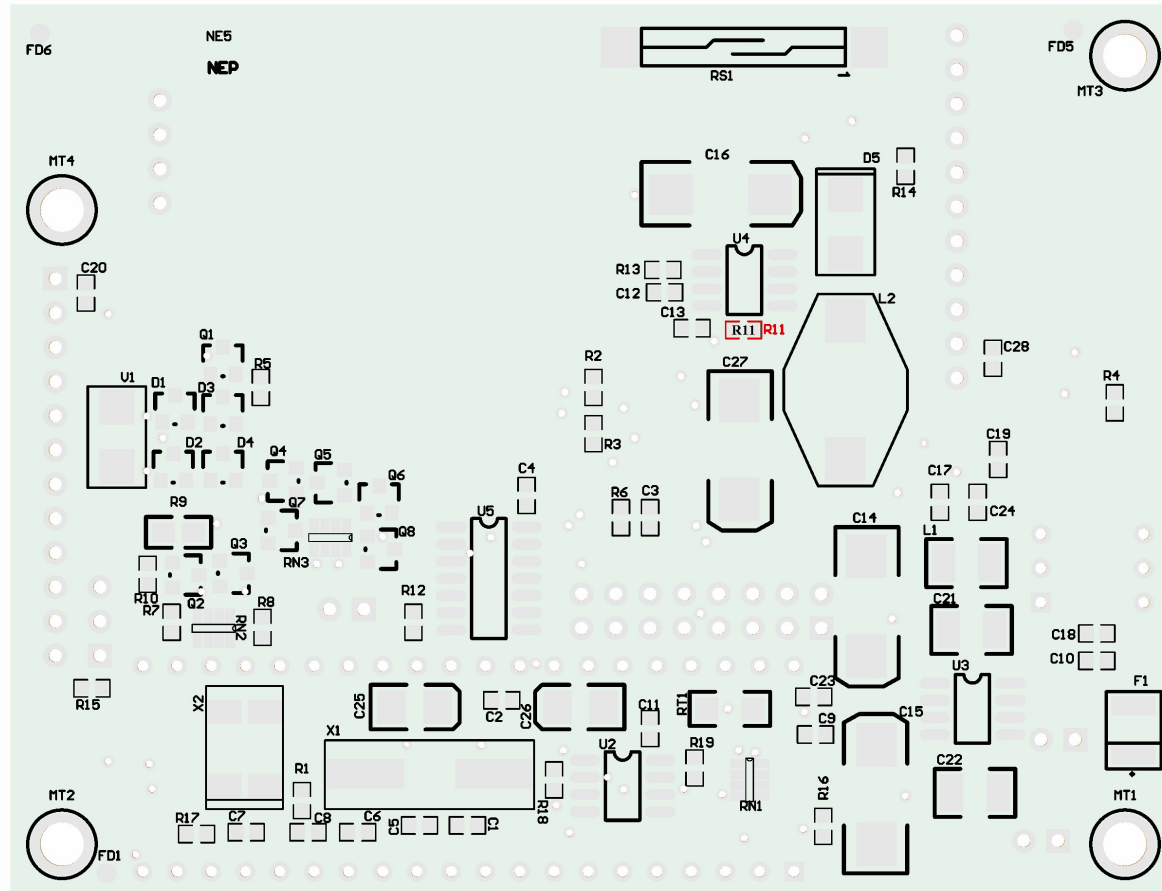 NE5
FD6
NEP
RS1
1
FD5
MT3
MT4
C16
D5
R14
U4
C20
R13
C12
L2
C13
R11
R11
Q1
C28
R5
R2
C27
R4
V1
D1
D3
R3
D2
D4
C19
Q4
Q5
Q6
C4
C17
R9
Q7
R6
C3
C24
U5
C14
Q8
L1
Q3
RN3
R10
Q2
R12
C21
R7
R8
RN2
C18
C10
U3
R15
X2
C25
C2
C26
C11
RT1
C23
F1
C15
C9
X1
U2
R19
C22
R1
MT2
R18
RN1
R16
MT1
R17
C7
C8
C6
C5
C1
FD1